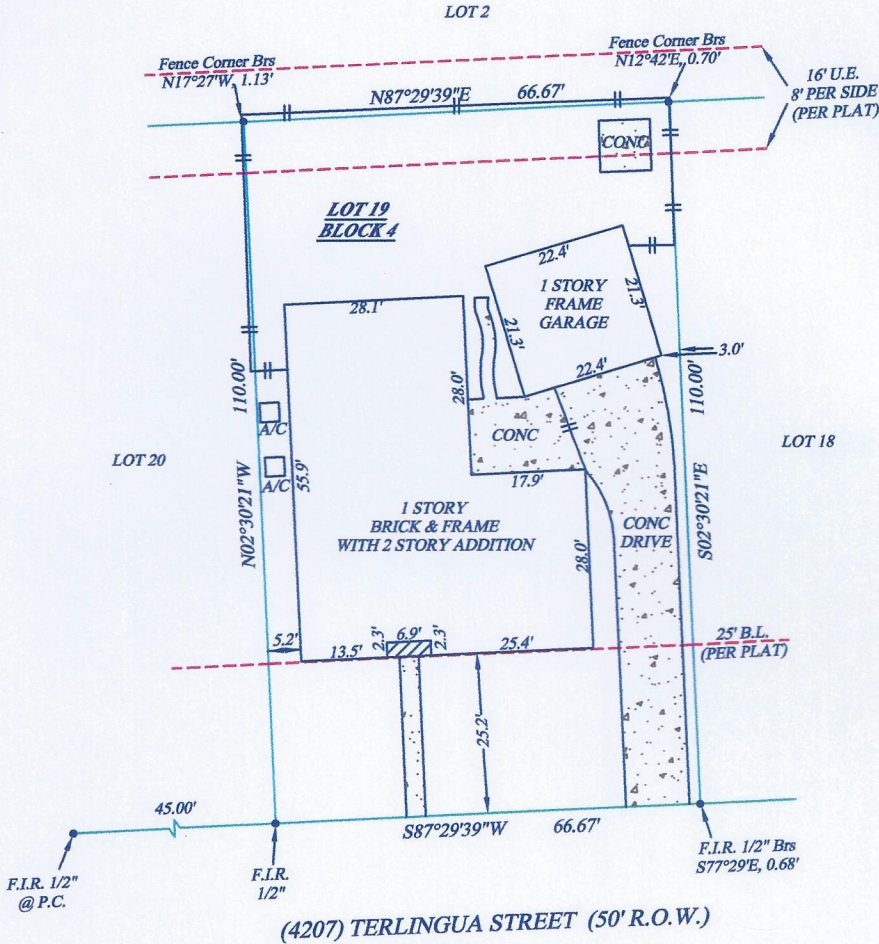 LOT 2
Fence Corner Brs
N17°27'W, 1.13'
Fence Corner Brs
N12°42'E, 0.70'
N87°29'39"E 66.67'
16' U.E.
8' PER SIDE
(PER PLAT)
CONC
LOT 19
BLOCK 4
22.4'
1 STORY
FRAME
GARAGE
21.3'
21.3'
22.4'
3.0'
28.1'
28.0'
110.00'
110.00'
A/C
A/C
CONC
LOT 20
LOT 18
55.9'
17.9'
N02°30'21"W
S02°30'21"E
1 STORY
BRICK & FRAME
WITH 2 STORY ADDITION
CONC
DRIVE
28.0'
5.2'
13.5'
2.3'
6.9'
2.3'
25.4'
25' B.L.
(PER PLAT)
25.2'
45.00'
S87°29'39"W 66.67'
F.I.R. 1/2"
@ P.C.
F.I.R.
1/2"
F.I.R. 1/2" Brs
S77°29'E, 0.68'
(4207) TERLINGUA STREET (50' R.O.W.)